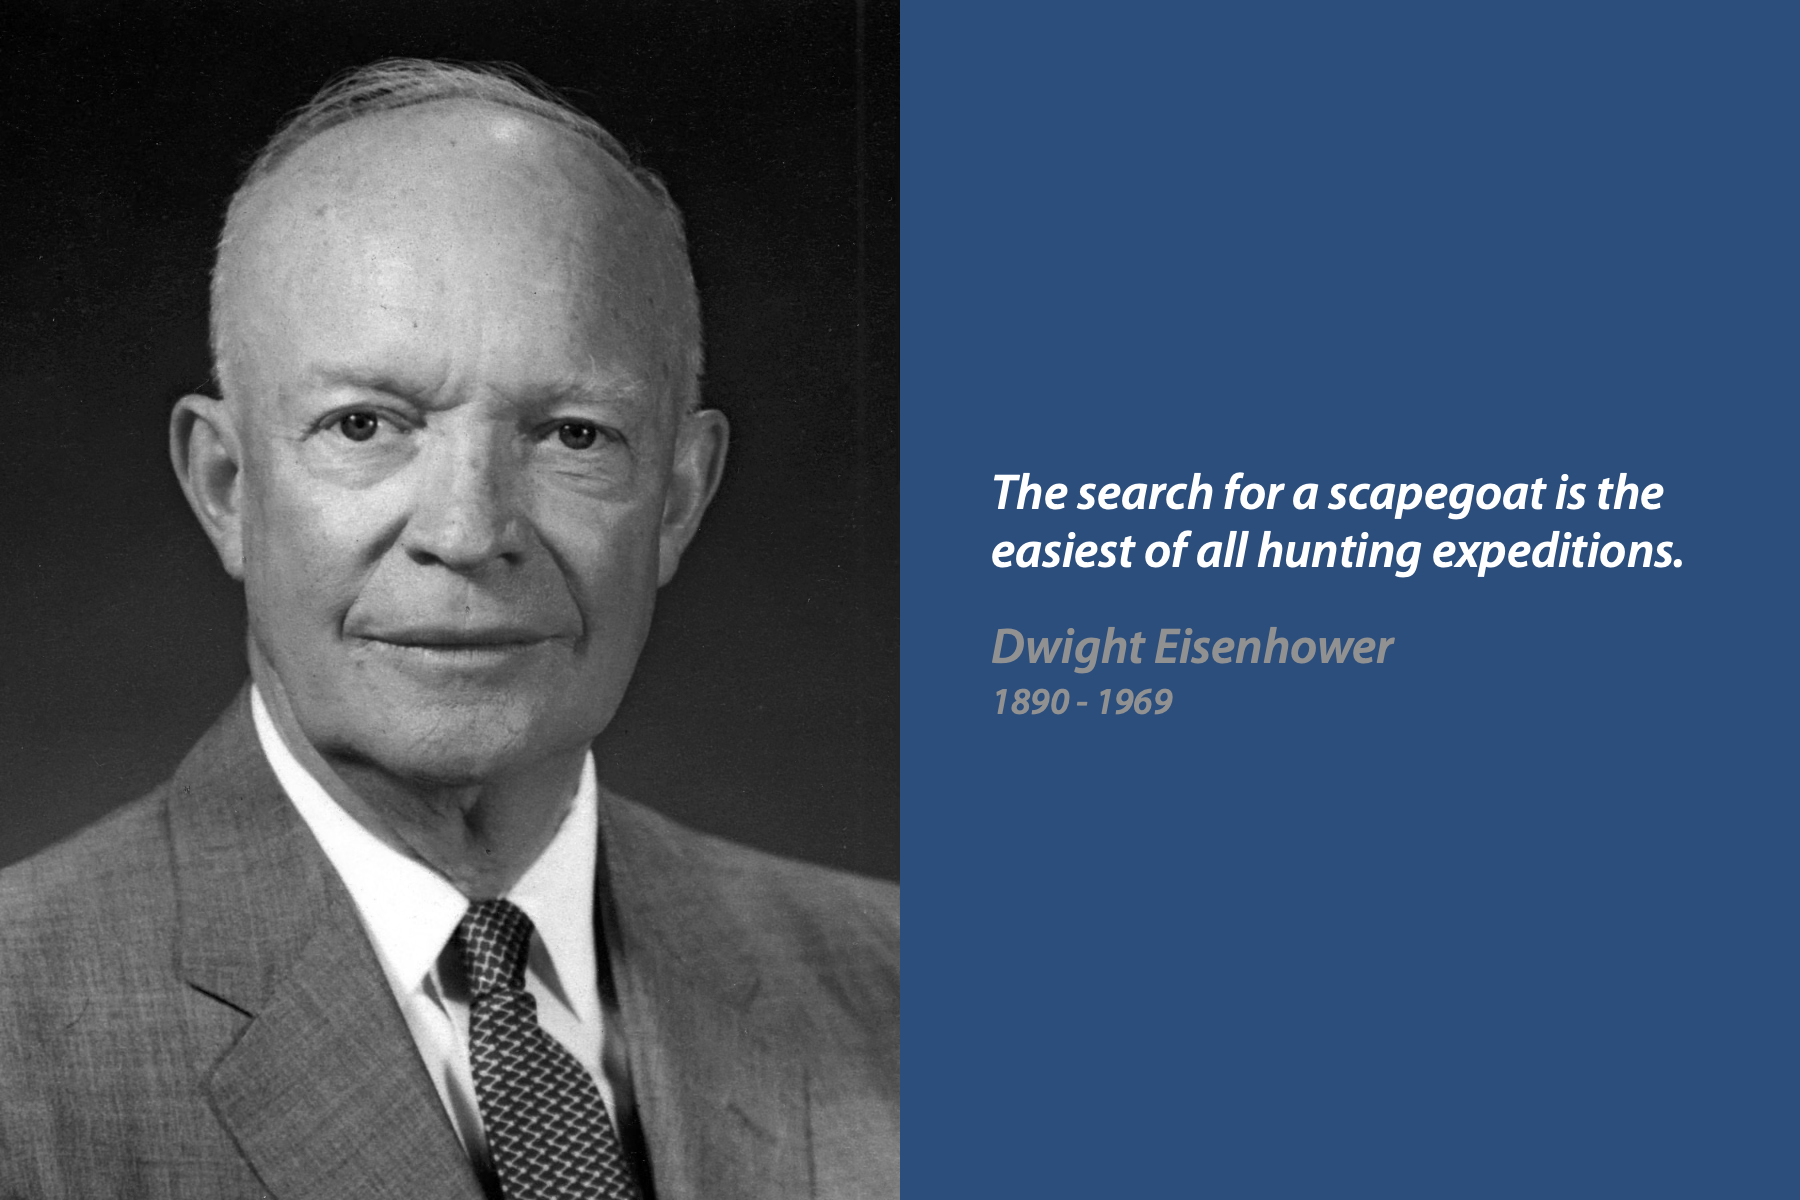 The search for a scapegoat is the
easiest of all hunting expeditions.
Dwight Eisenhower
1890 - 1969